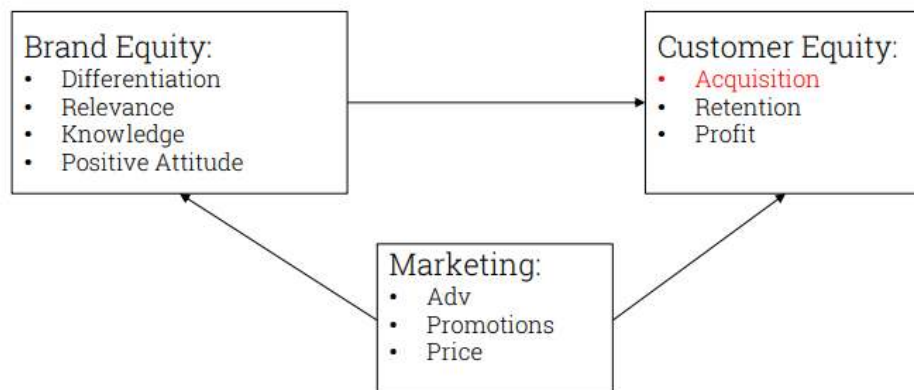 Brand Equity:
• Differentiation
• Relevance
• Knowledge
• Positive Attitude
Customer Equity:
• Acquisition
• Retention
• Profit
Marketing:
• Adv
• Promotions
• Price